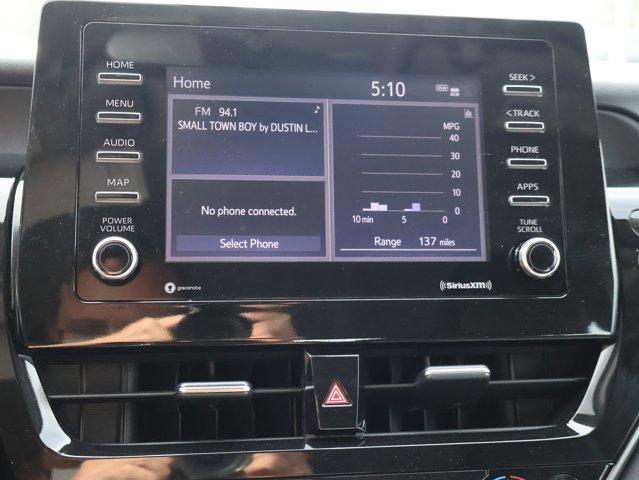 HOME
MENU
AUDIO
MAP
POWER
VOLUME
Home
5:10
DCM
FM 94.1
SMALL TOWN BOY by DUSTIN L...
No phone connected.
Select Phone
MPG
40
30
20
10
0
10 min 5 0
Range 137 miles
SEEK >
< TRACK
PHONE
APPS
TUNE
SCROLL
gracenote
SiriusXM